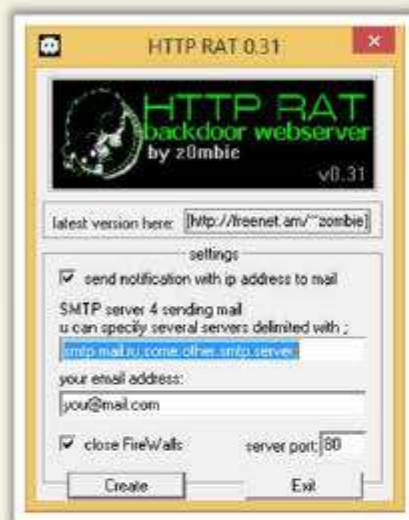 HTTP RAT 0.31
HTTP RAT
backdoor webserver
by z0mbie
v0.31
latest version here: [http://freenet.am/~zombie]
settings
send notification with ip address to mail
SMTP server 4 sending mail
u can specify several servers delimited with ;
smtp.mail.ru;some.other.smtp.server;
your email address:
you@mail.com
close FireWalls server port: 80
Create Exit